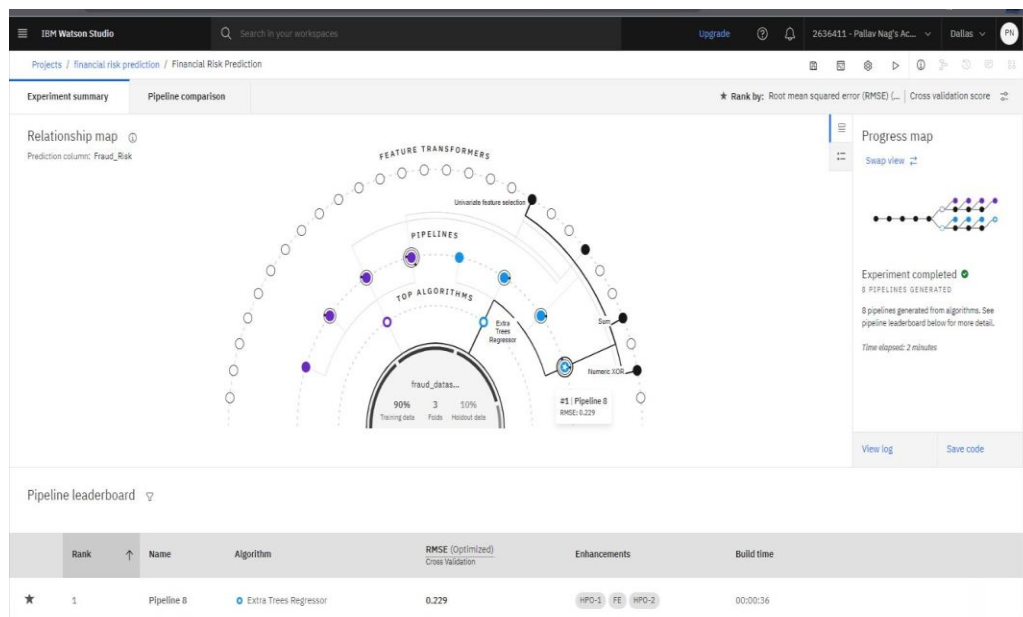 IBM Watson Studio
Search in your workspaces
Upgrade
2636411 - Pallav Nag's Ac...
Dallas
PN
Projects / financial risk prediction / Financial Risk Prediction
Experiment summary
Pipeline comparison
Rank by: Root mean squared error (RMSE) (... | Cross validation score
Relationship map
Prediction column: Fraud_Risk
FEATURE TRANSFORMERS
Univariate feature selection
PIPELINES
TOP ALGORITHMS
Extra
Trees
Regressor
Sum
Numeric XOR
fraud_datas...
90% 3 10%
Training data Folds Holdout data
#1 | Pipeline 8
RMSE: 0.229
Progress map
Swap view
Experiment completed
8 PIPELINES GENERATED
8 pipelines generated from algorithms. See
pipeline leaderboard below for more detail.
Time elapsed: 2 minutes
View log
Save code
Pipeline leaderboard
Rank Name Algorithm RMSE (Optimized) Enhancements Build time
Cross Validation
1 Pipeline 8 Extra Trees Regressor 0.229 HPO-1 FE HPO-2 00:00:36